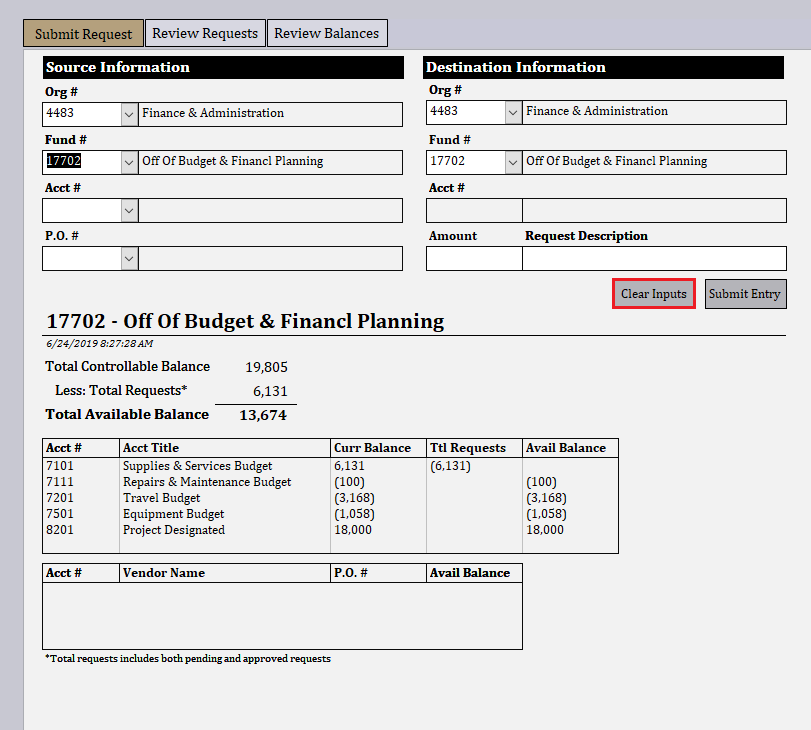 Submit Request Review Requests Review Balances
Source Information Destination Information
Org # Org #
4483 Finance & Administration 4483 Finance & Administration
Fund # Fund #
17702 Off Of Budget & Financl Planning 17702 Off Of Budget & Financl Planning
Acct # Acct #
P.O. # Amount Request Description
Clear Inputs Submit Entry
17702 - Off Of Budget & Financl Planning
6/24/2019 8:27:28 AM
Total Controllable Balance 19,805
Less: Total Requests* 6,131
Total Available Balance 13,674
Acct # Acct Title Curr Balance Ttl Requests Avail Balance
7101 Supplies & Services Budget 6,131 (6,131)
7111 Repairs & Maintenance Budget (100) (100)
7201 Travel Budget (3,168) (3,168)
7501 Equipment Budget (1,058) (1,058)
8201 Project Designated 18,000 18,000
Acct # Vendor Name P.O. # Avail Balance
*Total requests includes both pending and approved requests